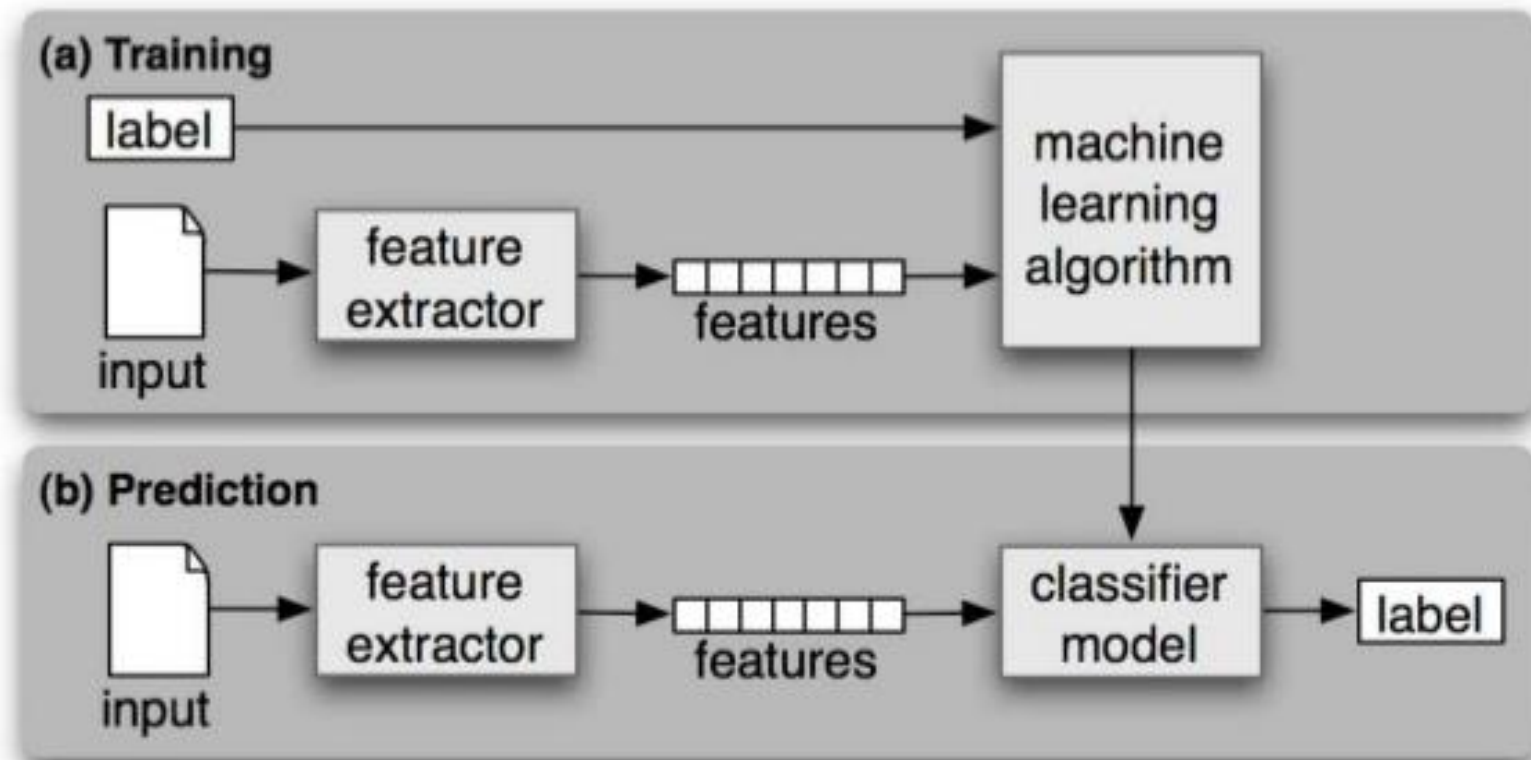 (a) Training
label
machine
learning
algorithm
feature
extractor
features
input
(b) Prediction
feature
extractor
features
input
classifier
model
label